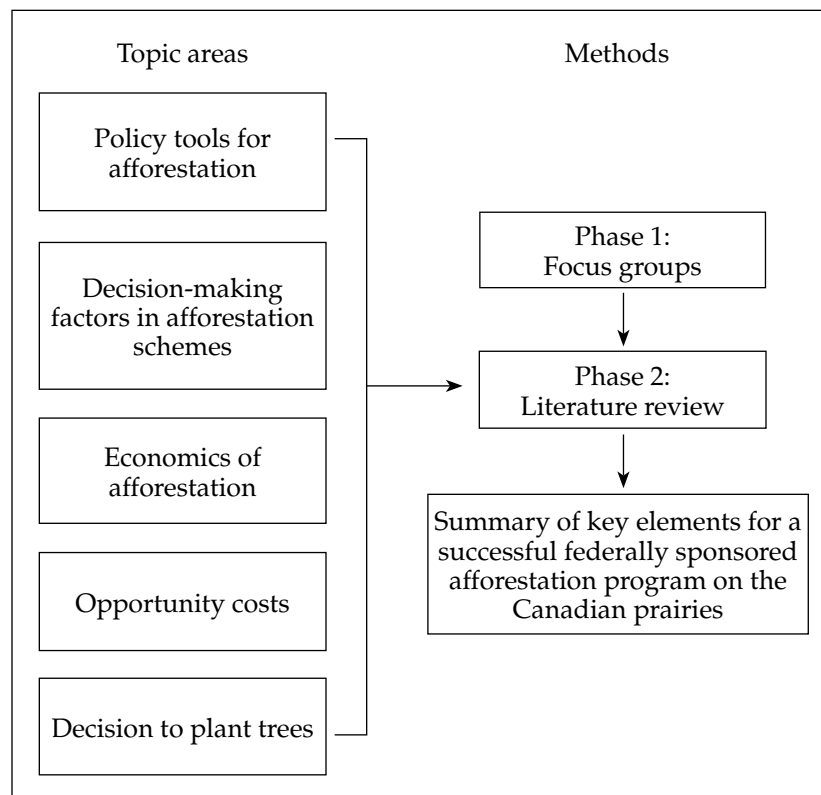 Topic areas
Policy tools for
afforestation
Decision-making
factors in afforestation
schemes
Economics of
afforestation
Opportunity costs
Decision to plant trees
Methods
Phase 1:
Focus groups
Phase 2:
Literature review
Summary of key elements for a
successful federally sponsored
afforestation program on the
Canadian prairies